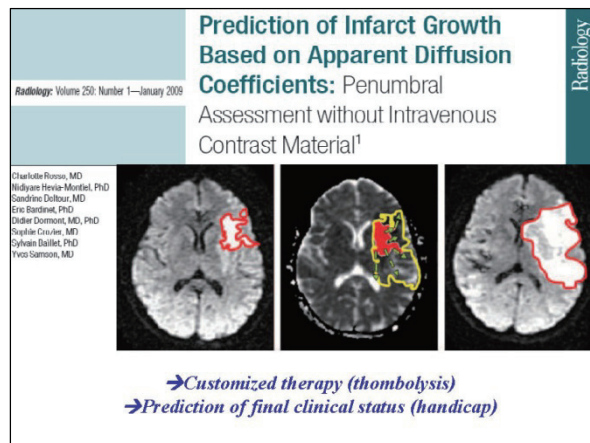 Prediction of Infarct Growth
Based on Apparent Diffusion
Coefficients: Penumbral
Assessment without Intravenous
Contrast Material¹
Radiology: Volume 250: Number 1—January 2009
Radiology
Charlotte Rosso, MD
Nidiyare Hevia-Montiel, PhD
Sandrine Deltour, MD
Eric Bardinet, PhD
Didier Dormont, MD, PhD
Sophie Crozier, MD
Sylvain Baillet, PhD
Yves Samson, MD
➔Customized therapy (thombolysis)
➔Prediction of final clinical status (handicap)